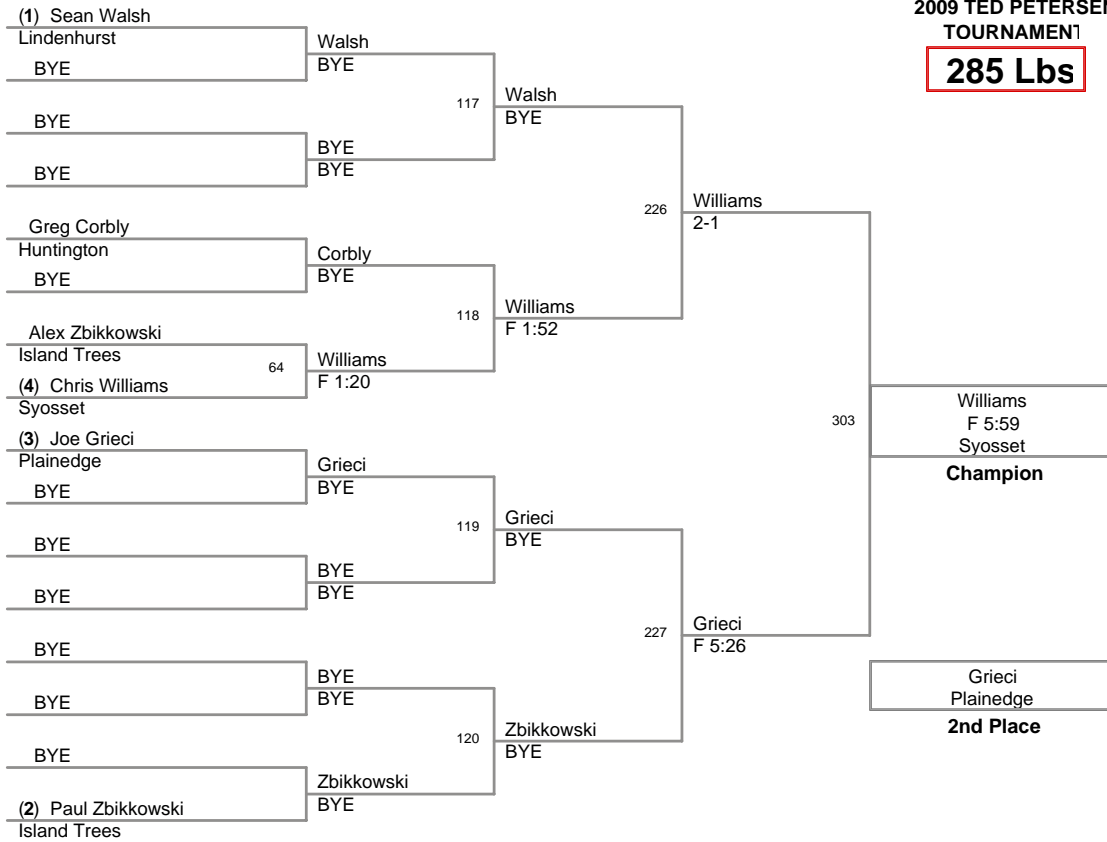 2009 TED PETERSEN
TOURNAMENT
285 Lbs
(1) Sean Walsh
Lindenhurst
BYE
BYE
BYE
Greg Corbly
Huntington
BYE
Alex Zbikkowski
Island Trees
64
(4) Chris Williams
Syosset
(3) Joe Grieci
Plainedge
BYE
BYE
BYE
BYE
BYE
BYE
(2) Paul Zbikkowski
Island Trees
Walsh
BYE
117
BYE
BYE
Corbly
BYE
118
Williams
F 1:20
Grieci
BYE
119
BYE
BYE
BYE
BYE
120
Zbikkowski
BYE
Walsh
BYE
226
Williams
F 1:52
Grieci
BYE
227
Zbikkowski
BYE
Williams
2-1
303
Grieci
F 5:26
Williams
F 5:59
Syosset
Champion
Grieci
Plainedge
2nd Place